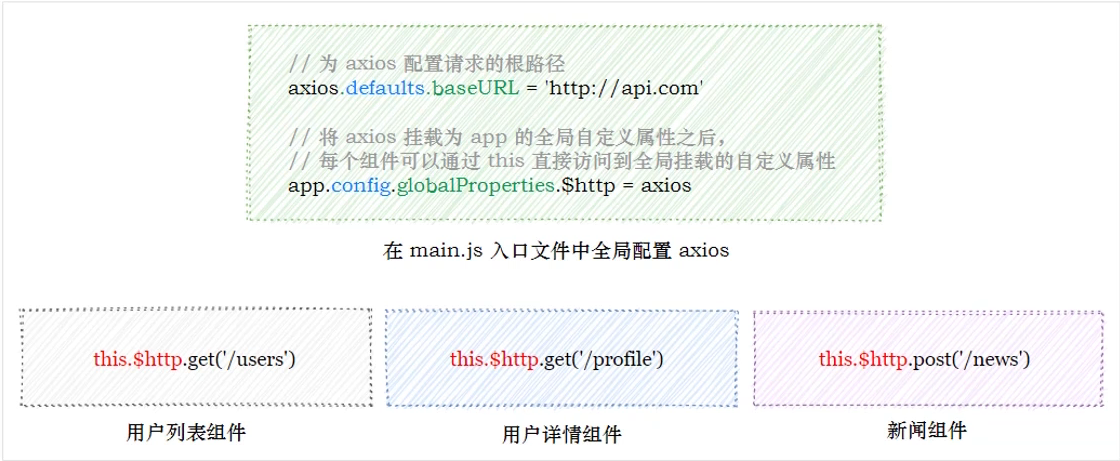 // 为 axios 配置请求的根路径
axios.defaults.baseURL = 'http://api.com'
// 将 axios 挂载为 app 的全局自定义属性之后，
// 每个组件可以通过 this 直接访问到全局挂载的自定义属性
app.config.globalProperties.$http = axios
在 main.js 入口文件中全局配置 axios
this.$http.get('/users')
this.$http.get('/profile')
this.$http.post('/news')
用户列表组件
用户详情组件
新闻组件